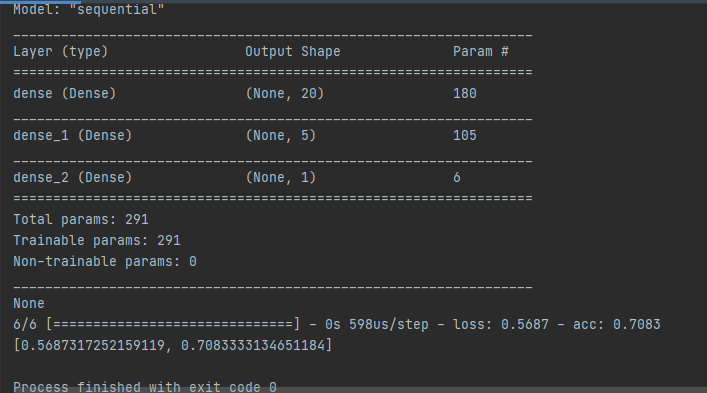 Model: "sequential"
_________________________________________________________________
Layer (type)                 Output Shape              Param #
=================================================================
dense (Dense)                (None, 20)                180
_________________________________________________________________
dense_1 (Dense)              (None, 5)                 105
_________________________________________________________________
dense_2 (Dense)              (None, 1)                 6
=================================================================
Total params: 291
Trainable params: 291
Non-trainable params: 0
_________________________________________________________________
None
6/6 [==============================] - 0s 598us/step - loss: 0.5687 - acc: 0.7083
[0.5687317252159119, 0.7083333134651184]
Process finished with exit code 0